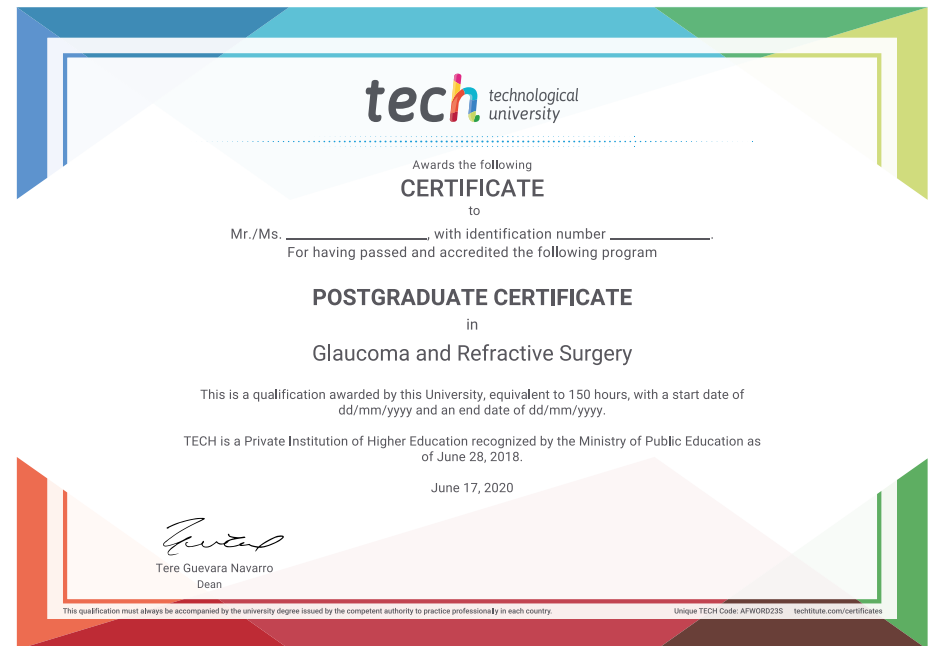 tech technological
university
Awards the following
CERTIFICATE
to
Mr./Ms. ____________________, with identification number ______________.
For having passed and accredited the following program
POSTGRADUATE CERTIFICATE
in
Glaucoma and Refractive Surgery
This is a qualification awarded by this University, equivalent to 150 hours, with a start date of
dd/mm/yyyy and an end date of dd/mm/yyyy.
TECH is a Private Institution of Higher Education recognized by the Ministry of Public Education as
of June 28, 2018.
June 17, 2020
Tere Guevara Navarro
Dean
This qualification must always be accompanied by the university degree issued by the competent authority to practice professionally in each country. Unique TECH Code: AFWORD23S techtitute.com/certificates